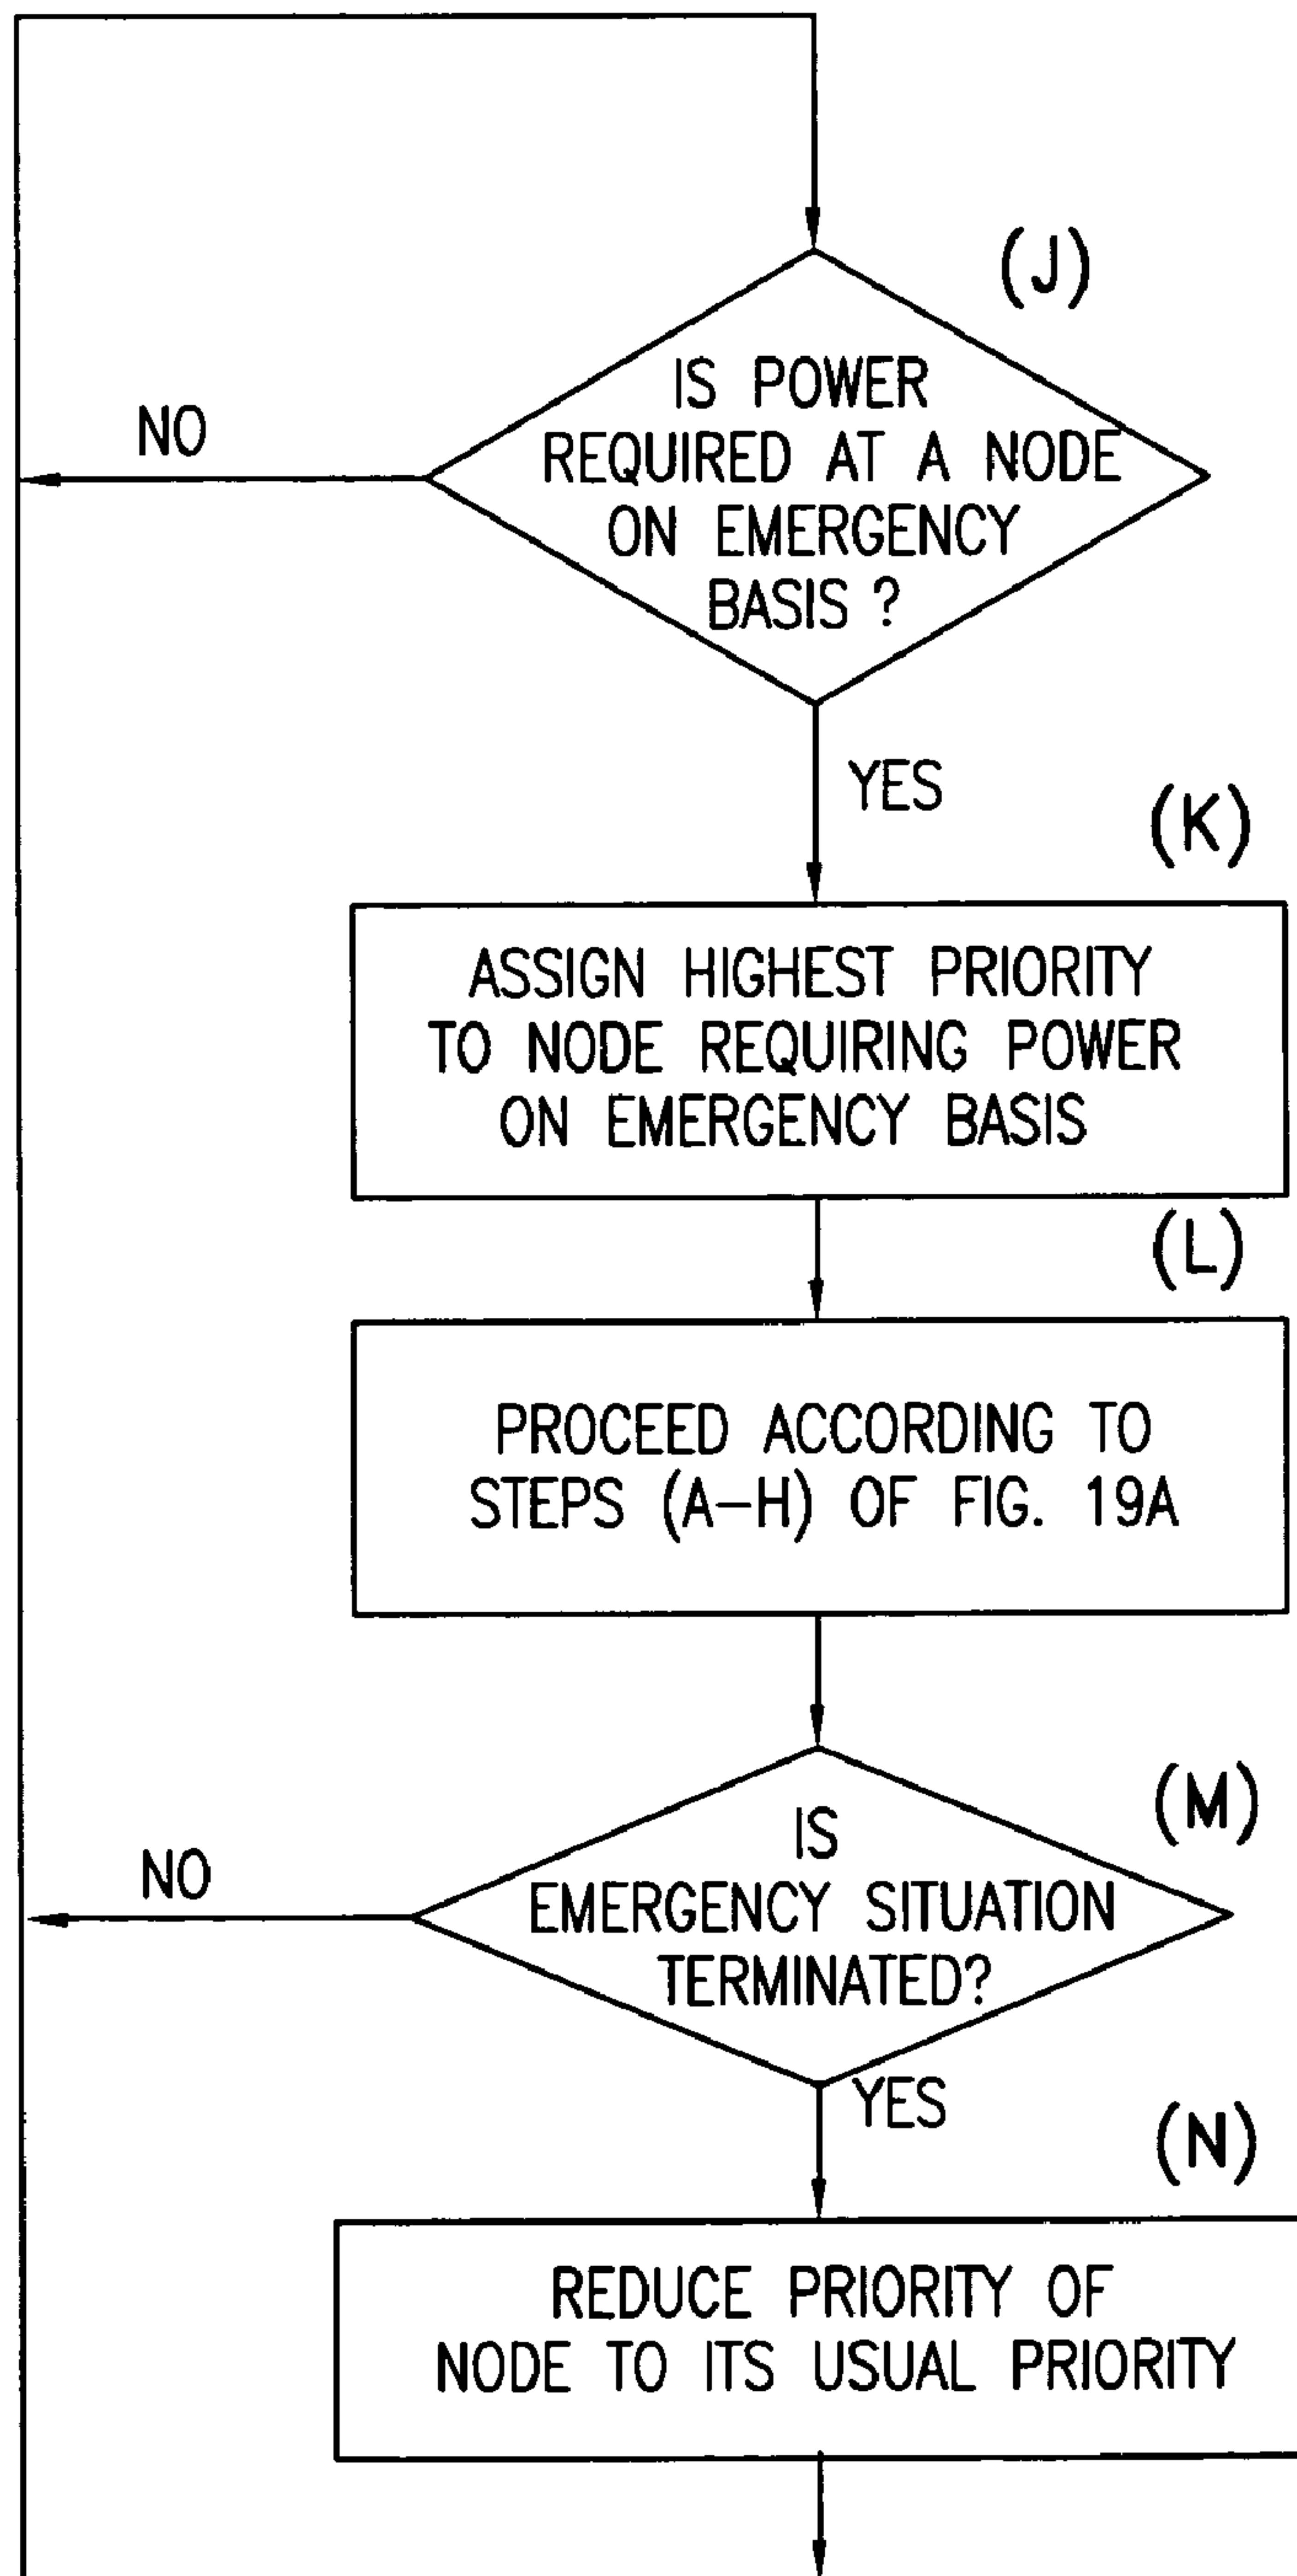 (J)
IS POWER
REQUIRED AT A NODE
ON EMERGENCY
BASIS ?
NO
YES
(K)
ASSIGN HIGHEST PRIORITY
TO NODE REQUIRING POWER
ON EMERGENCY BASIS
(L)
PROCEED ACCORDING TO
STEPS (A-H) OF FIG. 19A
(M)
IS
EMERGENCY SITUATION
TERMINATED?
NO
YES
(N)
REDUCE PRIORITY OF
NODE TO ITS USUAL PRIORITY